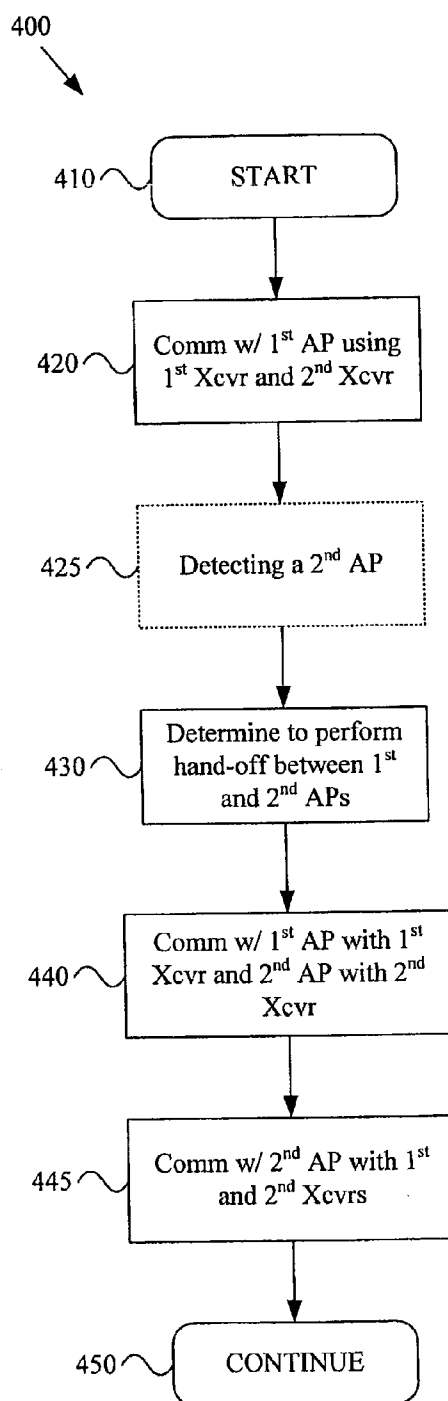 400
410
START
420
Comm w/ 1st AP using
1st Xcvr and 2nd Xcvr
425
Detecting a 2nd AP
430
Determine to perform
hand-off between 1st
and 2nd APs
440
Comm w/ 1st AP with 1st
Xcvr and 2nd AP with 2nd
Xcvr
445
Comm w/ 2nd AP with 1st
and 2nd Xcvrs
450
CONTINUE